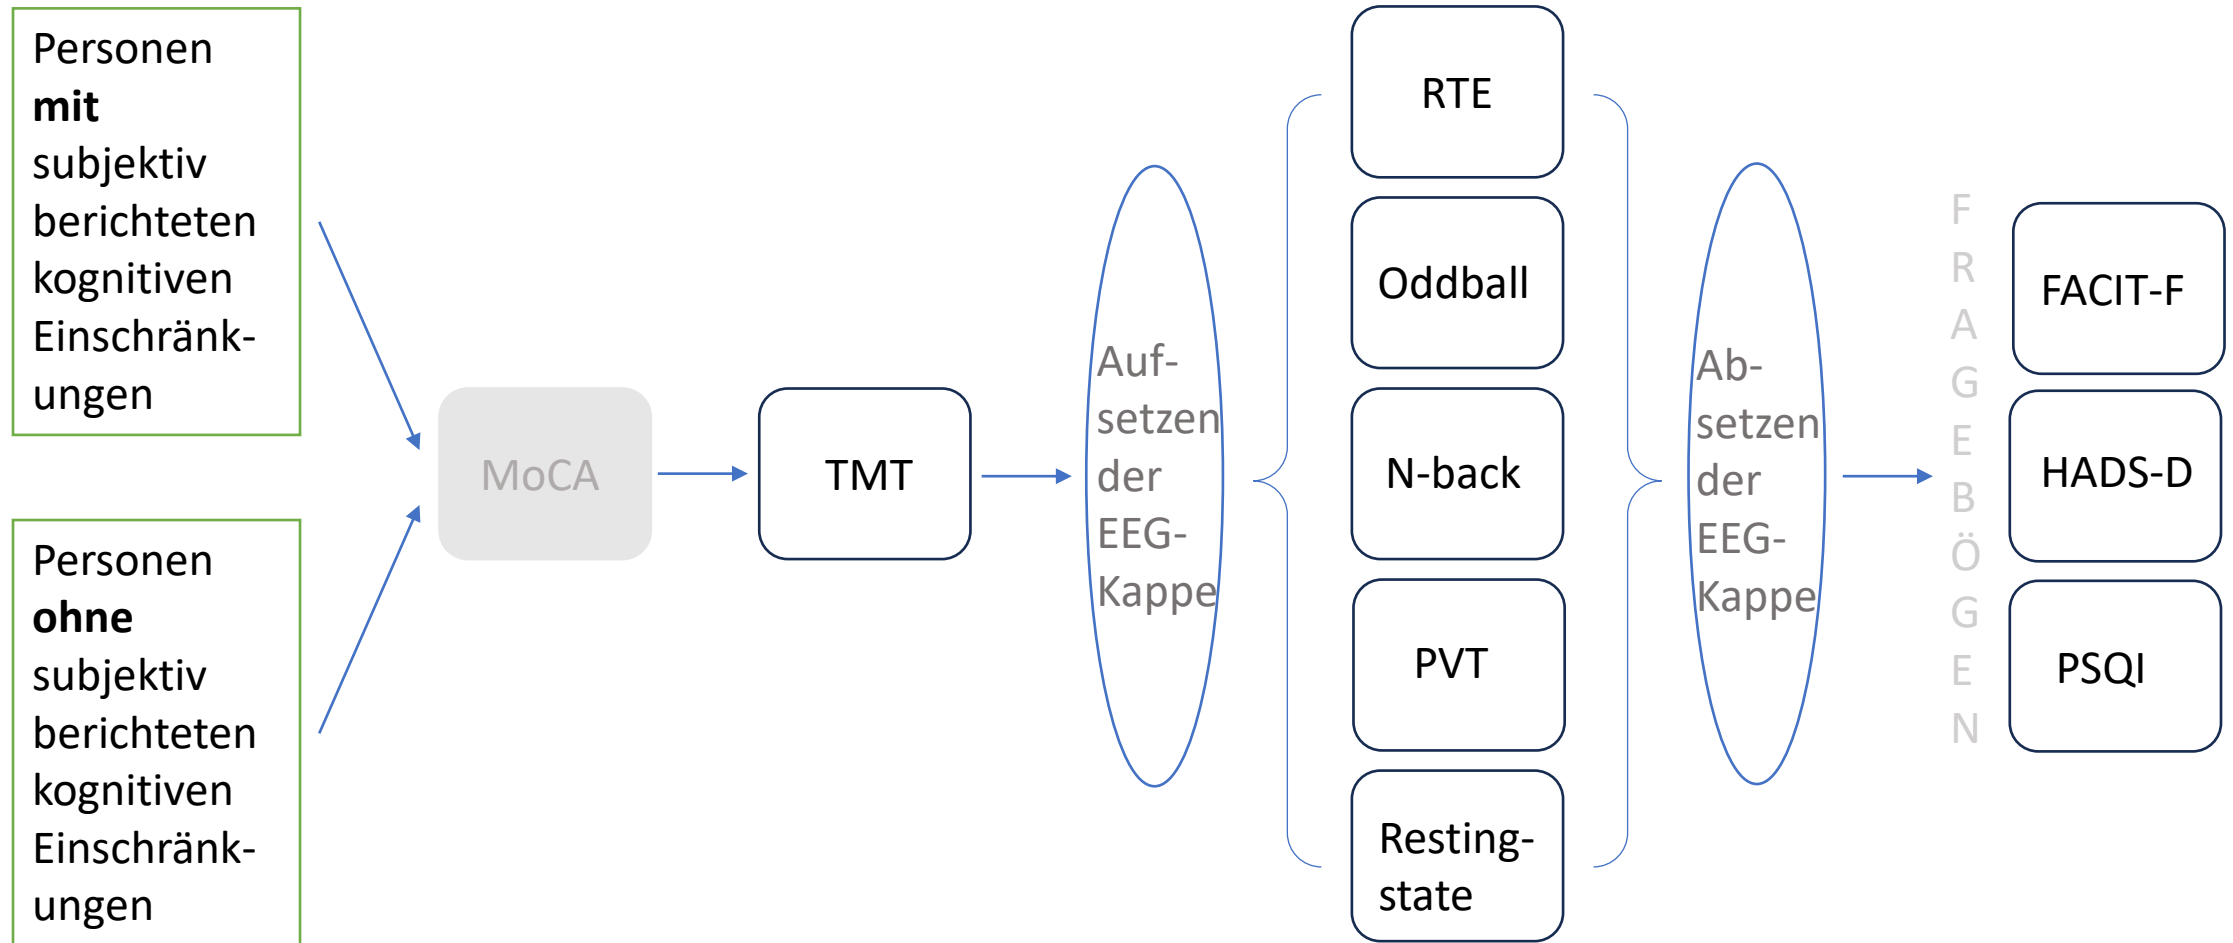 Personen
mit
subjektiv
berichteten
kognitiven
Einschränk-
ungen
Personen
ohne
subjektiv
berichteten
kognitiven
Einschränk-
ungen
MoCA
TMT
Auf-
setzen
der
EEG-
Kappe
RTE
Oddball
N-back
PVT
Resting-
state
Ab-
setzen
der
EEG-
Kappe
F
R
A
G
E
B
Ö
G
E
N
FACIT-F
HADS-D
PSQI